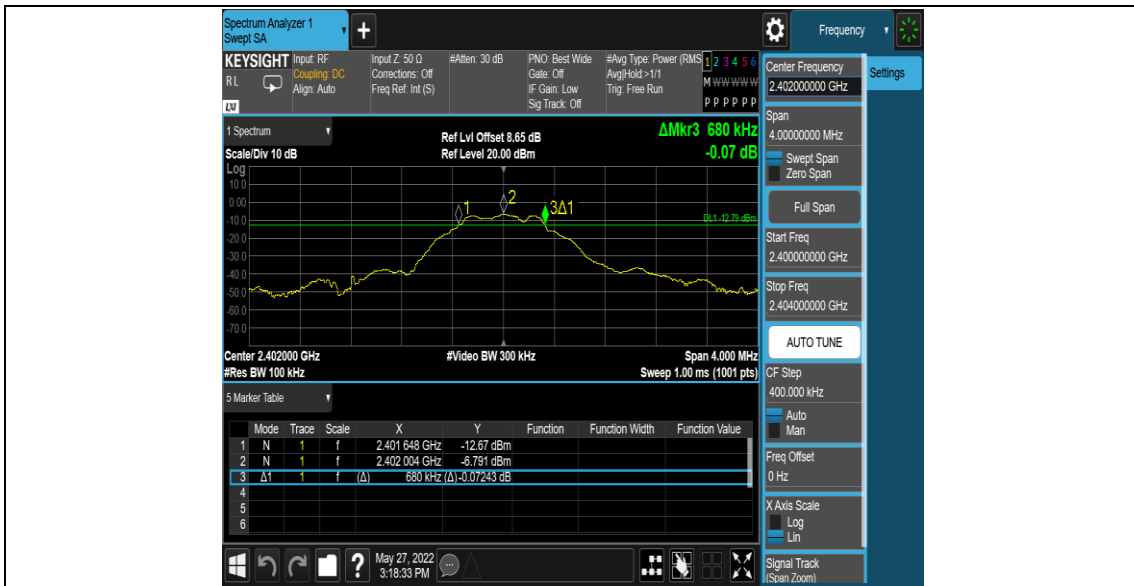 Spectrum Analyzer 1
Swept SA
+
Frequency
KEYSIGHT
RL
LXI
Input: RF
Coupling: DC
Align: Auto
Input Z: 50 Ω
Corrections: Off
Freq Ref: Int (S)
#Atten: 30 dB
PNO: Best Wide
Gate: Off
IF Gain: Low
Sig Track: Off
#Avg Type: Power (RMS
Avg|Hold:>1/1
Trig: Free Run
1 2 3 4 5 6
M W W W W W
P P P P P P
1 Spectrum
Scale/Div 10 dB
Ref Lvl Offset 8.65 dB
Ref Level 20.00 dBm
ΔMkr3 680 kHz
-0.07 dB
Log
10.0
0.00
-10.0
-20.0
-30.0
-40.0
-50.0
-60.0
-70.0
1
2
3Δ1
DL1 -12.79 dBm
Center 2.402000 GHz
#Video BW 300 kHz
Span 4.000 MHz
#Res BW 100 kHz
Sweep 1.00 ms (1001 pts)
5 Marker Table
Mode Trace Scale X Y Function Function Width Function Value
1 N 1 f 2.401 648 GHz -12.67 dBm
2 N 1 f 2.402 004 GHz -6.791 dBm
3 Δ1 1 f (Δ) 680 kHz (Δ) -0.07243 dB
4
5
6
?
May 27, 2022
3:18:33 PM
Center Frequency
2.402000000 GHz
Settings
Span
4.00000000 MHz
Swept Span
Zero Span
Full Span
Start Freq
2.400000000 GHz
Stop Freq
2.404000000 GHz
AUTO TUNE
CF Step
400.000 kHz
Auto
Man
Freq Offset
0 Hz
X Axis Scale
Log
Lin
Signal Track
(Span Zoom)